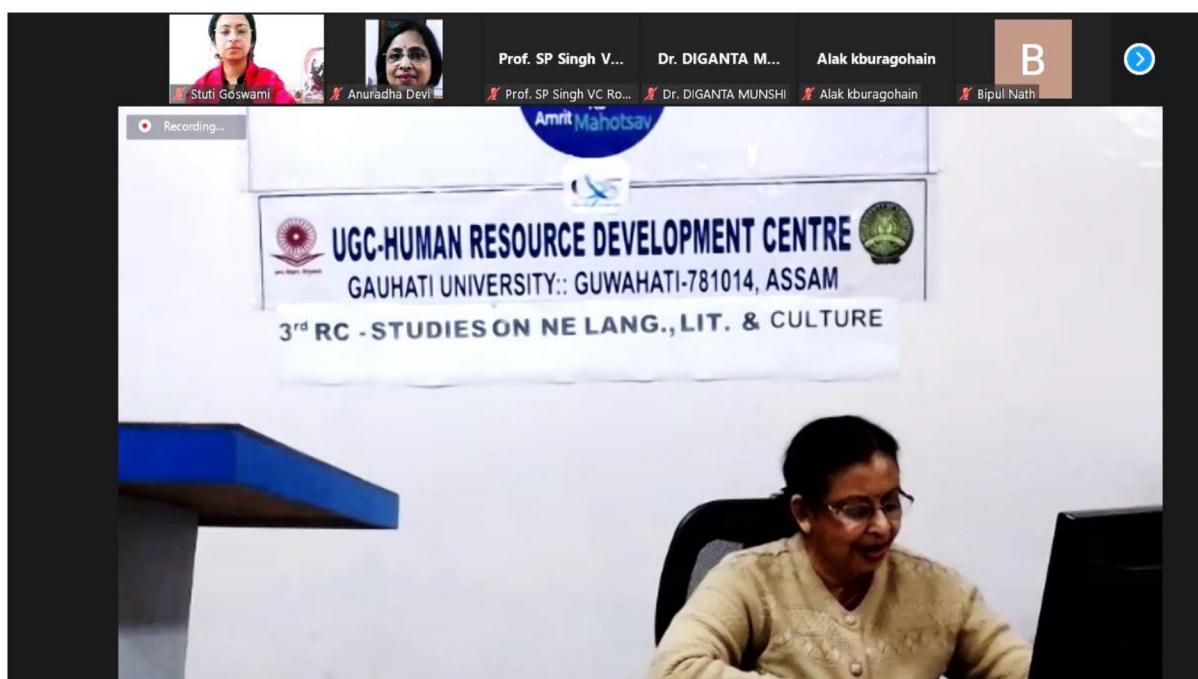 Prof. SP Singh V...
Dr. DIGANTA M...
Alak kburagohain
B
Stuti Goswami
Anuradha Devi
Prof. SP Singh VC Ro...
Dr. DIGANTA MUNSHI
Alak kburagohain
Bipul Nath
Recording...
Amrit Mahotsav
UGC-HUMAN RESOURCE DEVELOPMENT CENTRE
GAUHATI UNIVERSITY:: GUWAHATI-781014, ASSAM
3rd RC - STUDIES ON NE LANG., LIT. & CULTURE